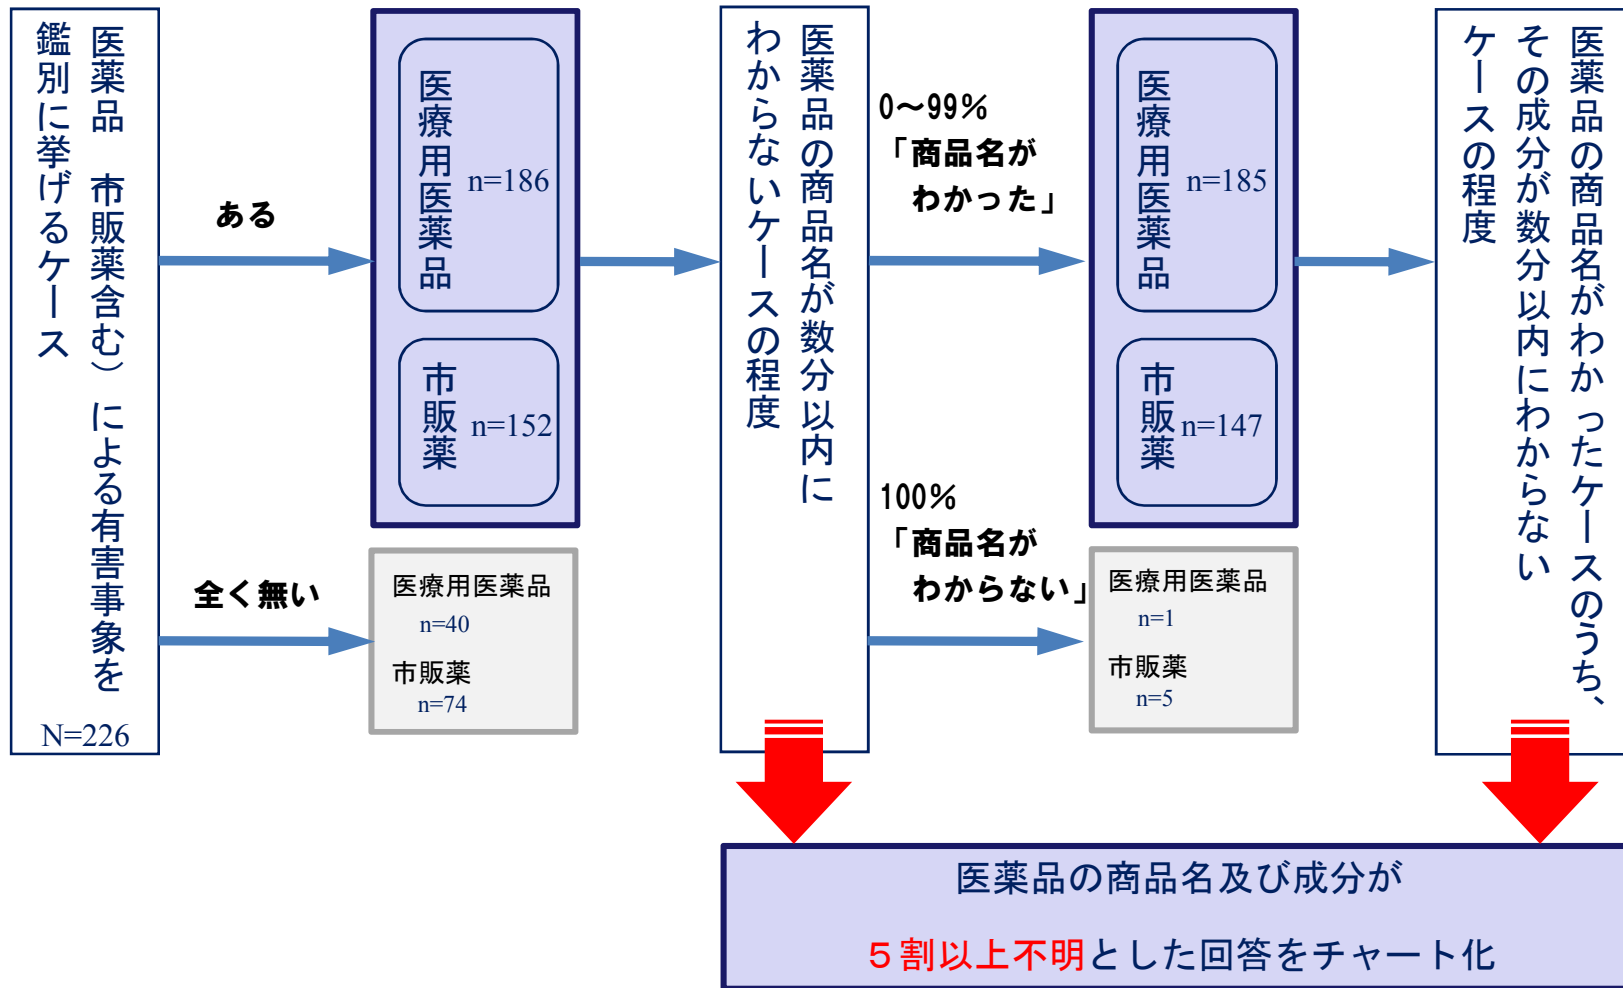 医薬品　市販薬含む）による有害事象を
鑑別に挙げるケース
N=226
ある
全く無い
医療用医薬品
n=186
市販薬
n=152
医療用医薬品
n=40
市販薬
n=74
医薬品の商品名が数分以内に
わからないケースの程度
0～99%
「商品名が
わかった」
100%
「商品名が
わからない」
医療用医薬品
n=185
市販薬
n=147
医療用医薬品
n=1
市販薬
n=5
医薬品の商品名がわかったケースのうち、
その成分が数分以内にわからない
ケースの程度
医薬品の商品名及び成分が
５割以上不明とした回答をチャート化